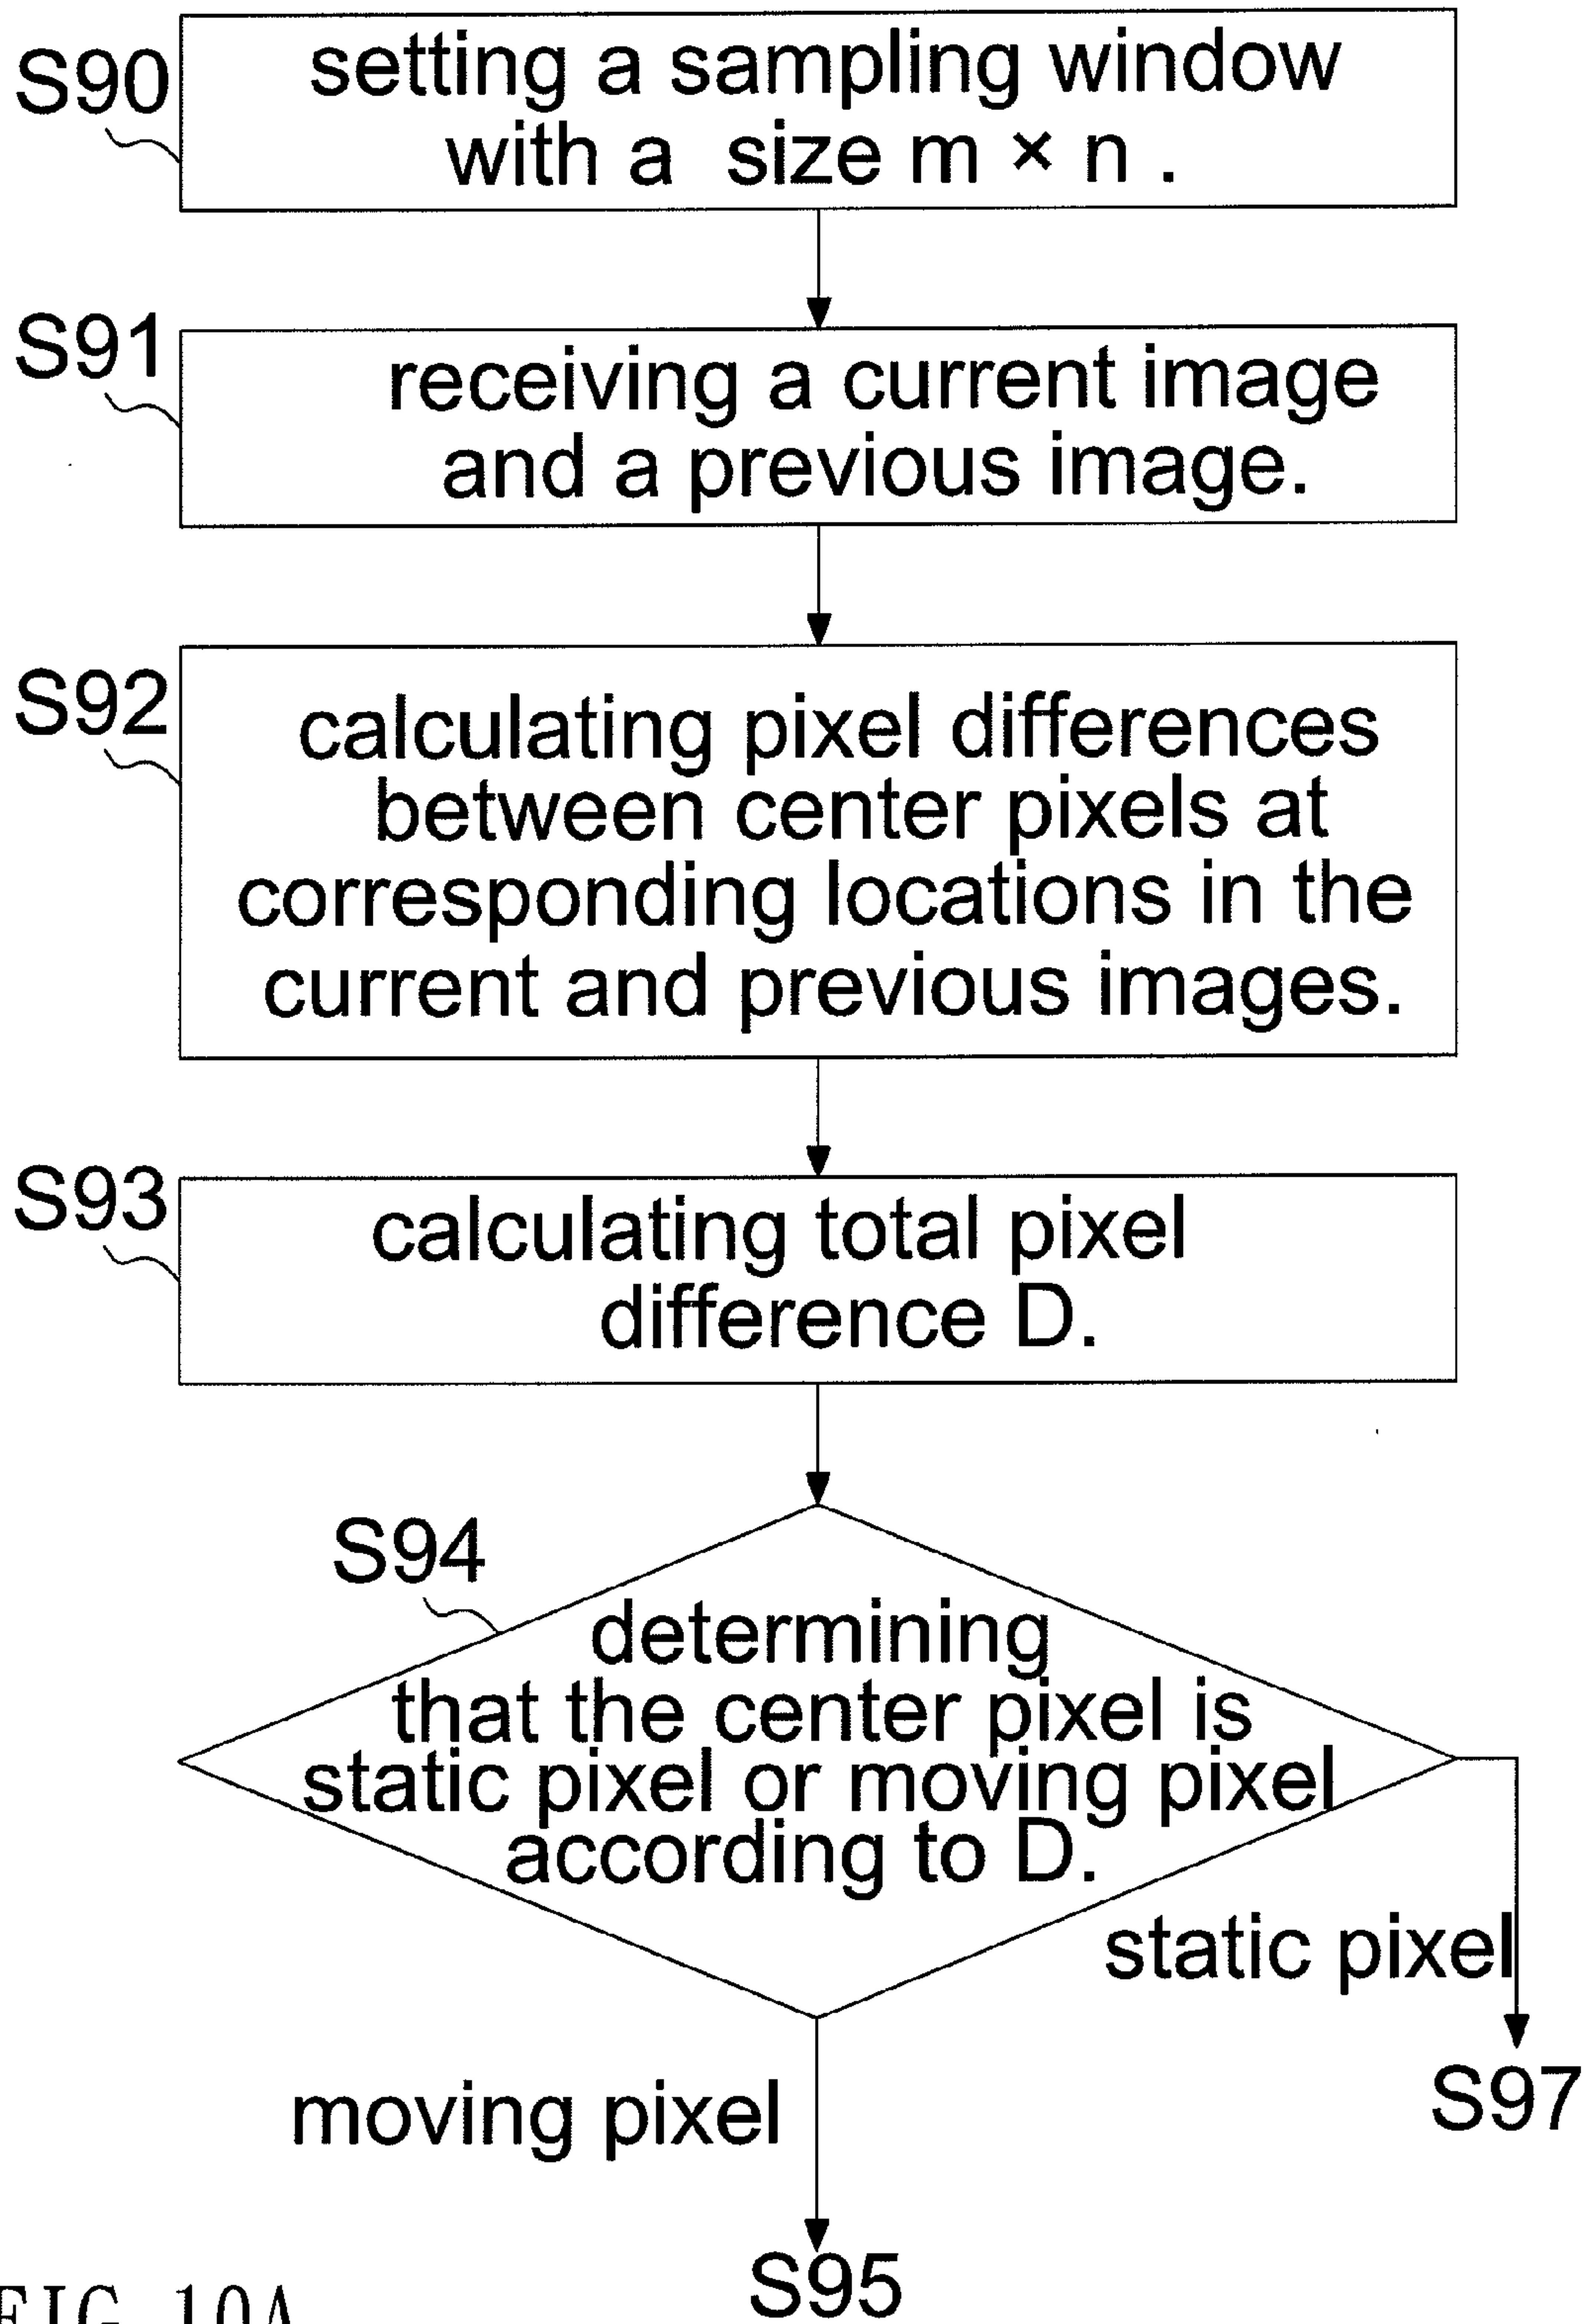 S90
setting a sampling window
with a size m × n .
S91
receiving a current image
and a previous image.
S92
calculating pixel differences
between center pixels at
corresponding locations in the
current and previous images.
S93
calculating total pixel
difference D.
S94
determining
that the center pixel is
static pixel or moving pixel
according to D.
static pixel
S97
moving pixel
S95
FIG 10A